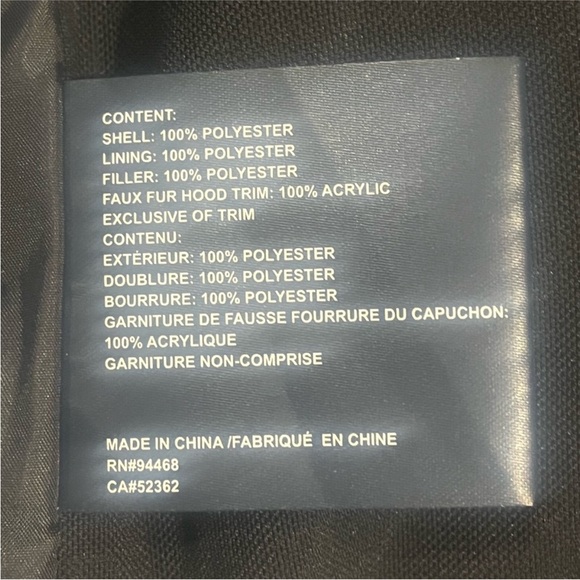 CONTENT:
SHELL: 100% POLYESTER
LINING: 100% POLYESTER
FILLER: 100% POLYESTER
FAUX FUR HOOD TRIM: 100% ACRYLIC
EXCLUSIVE OF TRIM
CONTENU:
EXTÈRIEUR: 100% POLYESTER
DOUBLURE: 100% POLYESTER
BOURRURE: 100% POLYESTER
GARNITURE DE FAUSSE FOURRURE DU CAPUCHON:
100% ACRYLIQUE
GARNITURE NON-COMPRISE
MADE IN CHINA /FABRIQUÉ EN CHINE
RN#94468
CA#52362